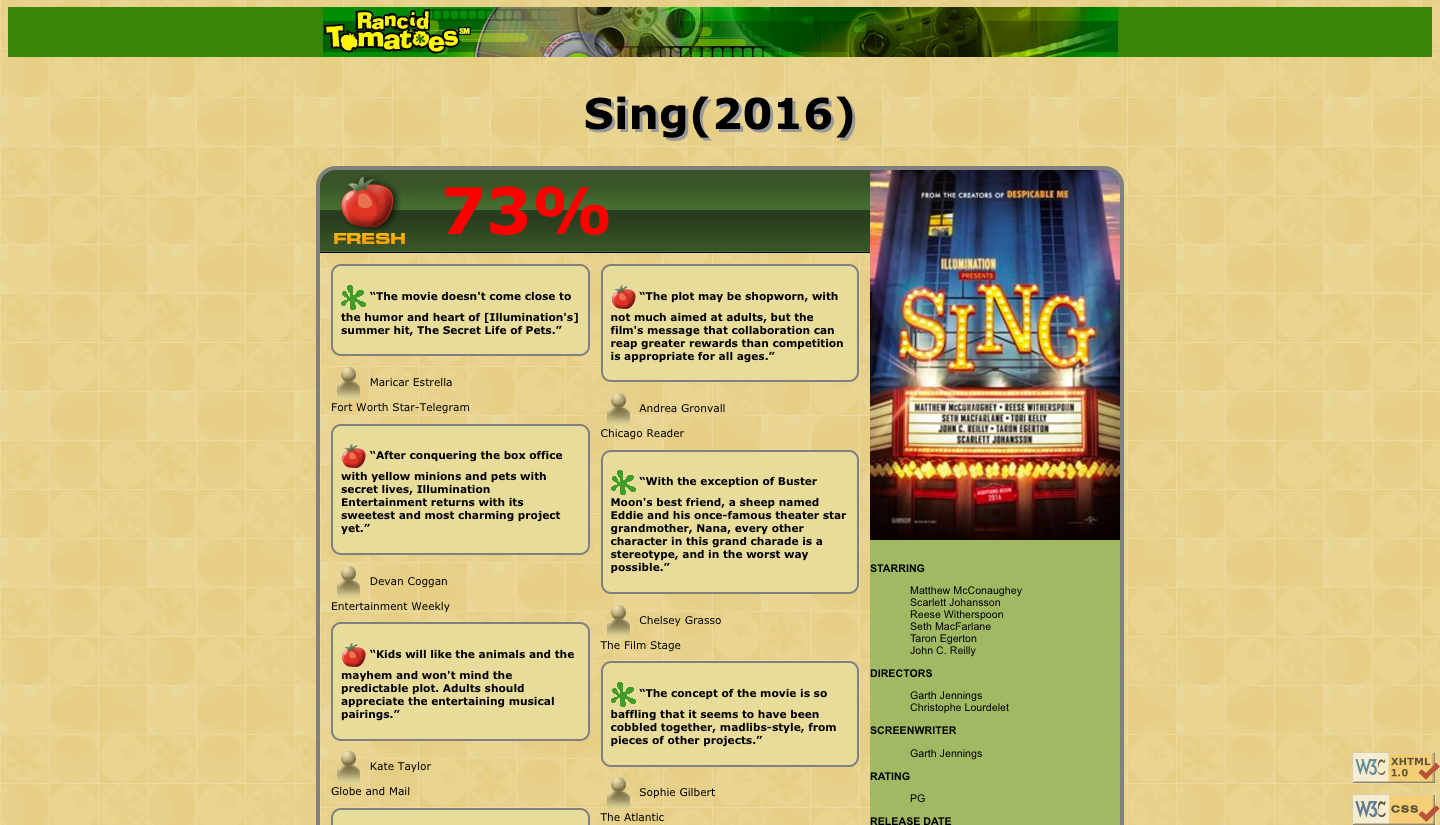 Rancid
Tomatoes SM
Sing(2016)
FRESH
73%
“The movie doesn't come close to
the humor and heart of [Illumination's]
summer hit, The Secret Life of Pets.”
Maricar Estrella
Fort Worth Star-Telegram
“After conquering the box office
with yellow minions and pets with
secret lives, Illumination
Entertainment returns with its
sweetest and most charming project
yet.”
Devan Coggan
Entertainment Weekly
“Kids will like the animals and the
mayhem and won't mind the
predictable plot. Adults should
appreciate the entertaining musical
pairings.”
Kate Taylor
Globe and Mail
“The plot may be shopworn, with
not much aimed at adults, but the
film's message that collaboration can
reap greater rewards than competition
is appropriate for all ages.”
Andrea Gronvall
Chicago Reader
“With the exception of Buster
Moon's best friend, a sheep named
Eddie and his once-famous theater star
grandmother, Nana, every other
character in this grand charade is a
stereotype, and in the worst way
possible.”
Chelsey Grasso
The Film Stage
“The concept of the movie is so
baffling that it seems to have been
cobbled together, madlibs-style, from
pieces of other projects.”
Sophie Gilbert
The Atlantic
FROM THE CREATORS OF DESPICABLE ME
ILLUMINATION
PRESENTS
SING
MATTHEW McCONAUGHEY • REESE WITHERSPOON
SETH MACFARLANE • TORI KELLY
JOHN C. REILLY • TARON EGERTON
SCARLETT JOHANSSON
AUDITIONS BEGIN
2016
STARRING
Matthew McConaughey
Scarlett Johansson
Reese Witherspoon
Seth MacFarlane
Taron Egerton
John C. Reilly
DIRECTORS
Garth Jennings
Christophe Lourdelet
SCREENWRITER
Garth Jennings
RATING
PG
RELEASE DATE
W3C XHTML
1.0
W3C css